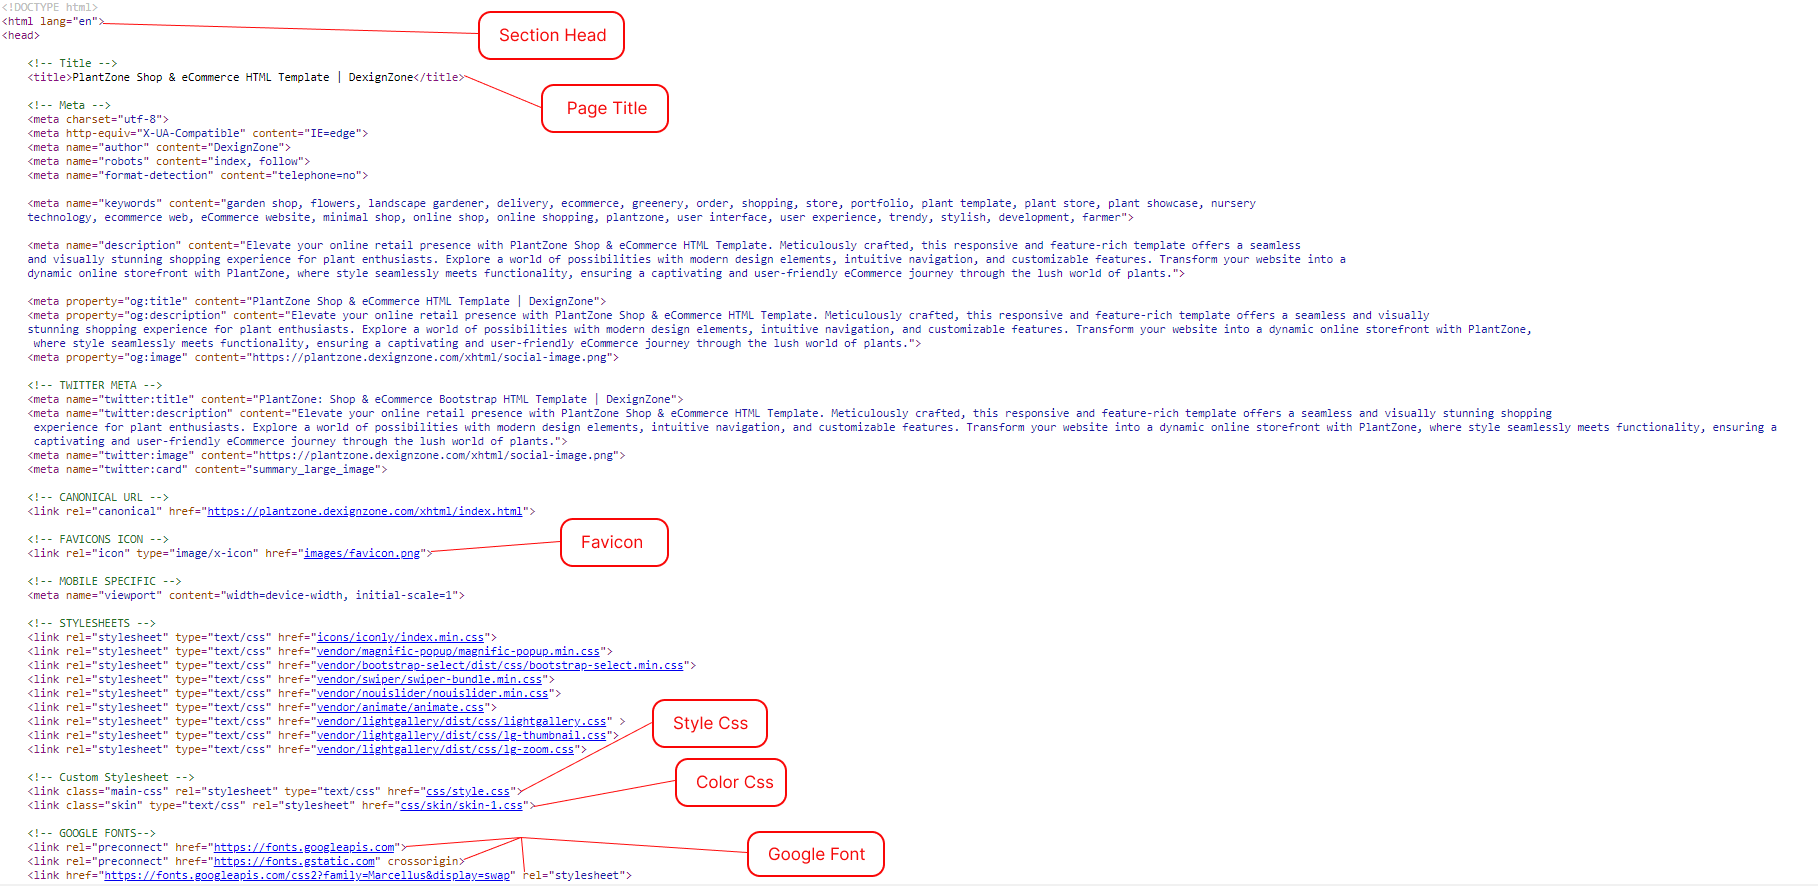 <!DOCTYPE html>
<html lang="en">
<head>
Section Head
<!-- Title -->
<title>PlantZone Shop & eCommerce HTML Template | DexignZone</title>
Page Title
<!-- Meta -->
<meta charset="utf-8">
<meta http-equiv="X-UA-Compatible" content="IE=edge">
<meta name="author" content="DexignZone">
<meta name="robots" content="index, follow">
<meta name="format-detection" content="telephone=no">
<meta name="keywords" content="garden shop, flowers, landscape gardener, delivery, ecommerce, greenery, order, shopping, store, portfolio, plant template, plant store, plant showcase, nursery
technology, ecommerce web, eCommerce website, minimal shop, online shop, online shopping, plantzone, user interface, user experience, trendy, stylish, development, farmer">
<meta name="description" content="Elevate your online retail presence with PlantZone Shop & eCommerce HTML Template. Meticulously crafted, this responsive and feature-rich template offers a seamless
and visually stunning shopping experience for plant enthusiasts. Explore a world of possibilities with modern design elements, intuitive navigation, and customizable features. Transform your website into a
dynamic online storefront with PlantZone, where style seamlessly meets functionality, ensuring a captivating and user-friendly eCommerce journey through the lush world of plants.">
<meta property="og:title" content="PlantZone Shop & eCommerce HTML Template | DexignZone">
<meta property="og:description" content="Elevate your online retail presence with PlantZone Shop & eCommerce HTML Template. Meticulously crafted, this responsive and feature-rich template offers a seamless and visually
stunning shopping experience for plant enthusiasts. Explore a world of possibilities with modern design elements, intuitive navigation, and customizable features. Transform your website into a dynamic online storefront with PlantZone,
where style seamlessly meets functionality, ensuring a captivating and user-friendly eCommerce journey through the lush world of plants.">
<meta property="og:image" content="https://plantzone.dexignzone.com/xhtml/social-image.png">
<!-- TWITTER META -->
<meta name="twitter:title" content="PlantZone: Shop & eCommerce Bootstrap HTML Template | DexignZone">
<meta name="twitter:description" content="Elevate your online retail presence with PlantZone Shop & eCommerce HTML Template. Meticulously crafted, this responsive and feature-rich template offers a seamless and visually stunning shopping
experience for plant enthusiasts. Explore a world of possibilities with modern design elements, intuitive navigation, and customizable features. Transform your website into a dynamic online storefront with PlantZone, where style seamlessly meets functionality, ensuring a
captivating and user-friendly eCommerce journey through the lush world of plants.">
<meta name="twitter:image" content="https://plantzone.dexignzone.com/xhtml/social-image.png">
<meta name="twitter:card" content="summary_large_image">
<!-- CANONICAL URL -->
<link rel="canonical" href="https://plantzone.dexignzone.com/xhtml/index.html">
<!-- FAVICONS ICON -->
<link rel="icon" type="image/x-icon" href="images/favicon.png">
Favicon
<!-- MOBILE SPECIFIC -->
<meta name="viewport" content="width=device-width, initial-scale=1">
<!-- STYLESHEETS -->
<link rel="stylesheet" type="text/css" href="icons/iconly/index.min.css">
<link rel="stylesheet" type="text/css" href="vendor/magnific-popup/magnific-popup.min.css">
<link rel="stylesheet" type="text/css" href="vendor/bootstrap-select/dist/css/bootstrap-select.min.css">
<link rel="stylesheet" type="text/css" href="vendor/swiper/swiper-bundle.min.css">
<link rel="stylesheet" type="text/css" href="vendor/nouislider/nouislider.min.css">
<link rel="stylesheet" type="text/css" href="vendor/animate/animate.css">
<link rel="stylesheet" type="text/css" href="vendor/lightgallery/dist/css/lightgallery.css" >
<link rel="stylesheet" type="text/css" href="vendor/lightgallery/dist/css/lg-thumbnail.css">
<link rel="stylesheet" type="text/css" href="vendor/lightgallery/dist/css/lg-zoom.css">
Style Css
<!-- Custom Stylesheet -->
<link class="main-css" rel="stylesheet" type="text/css" href="css/style.css">
<link class="skin" type="text/css" rel="stylesheet" href="css/skin/skin-1.css">
Color Css
<!-- GOOGLE FONTS-->
<link rel="preconnect" href="https://fonts.googleapis.com">
<link rel="preconnect" href="https://fonts.gstatic.com" crossorigin>
<link href="https://fonts.googleapis.com/css2?family=Marcellus&display=swap" rel="stylesheet">
Google Font